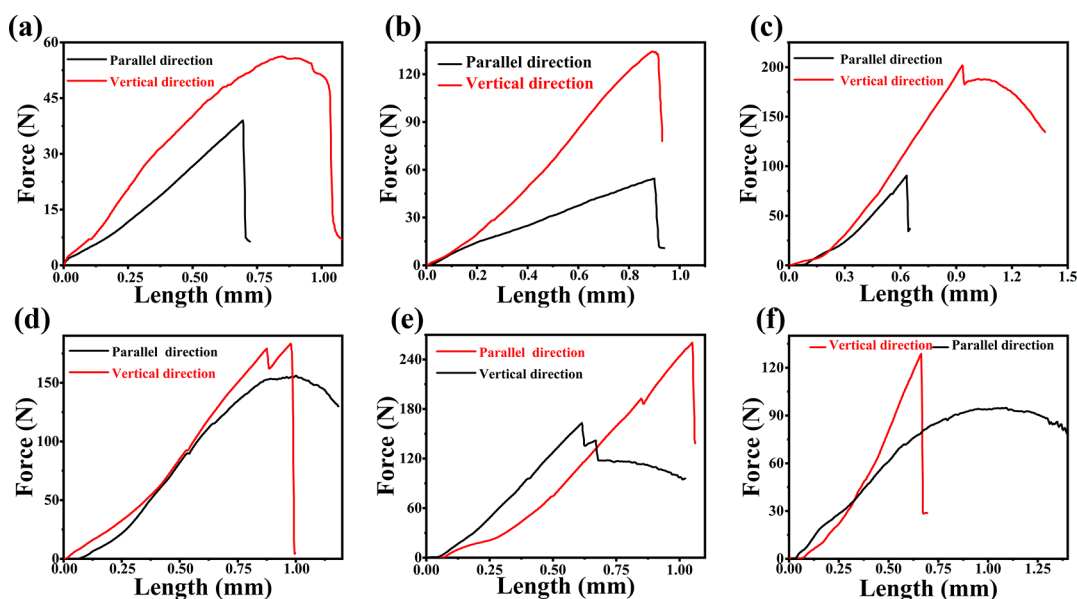 (a)
Parallel direction
Vertical direction
Force (N)
60
45
30
15
0
0.00
0.25
0.50
0.75
1.00
Length (mm)
(b)
Parallel direction
Vertical direction
Force (N)
120
90
60
30
0
0.0
0.2
0.4
0.6
0.8
1.0
Length (mm)
(c)
Parallel direction
Vertical direction
Force (N)
200
150
100
50
0
0.0
0.3
0.6
0.9
1.2
1.5
Length (mm)
(d)
Parallel direction
Vertical direction
Force (N)
150
100
50
0
0.00
0.25
0.50
0.75
1.00
Length (mm)
(e)
Parallel direction
Vertical direction
Force (N)
240
180
120
60
0
0.00
0.25
0.50
0.75
1.00
Length (mm)
(f)
Vertical direction
Parallel direction
Force (N)
120
90
60
30
0
0.00
0.25
0.50
0.75
1.00
1.25
Length (mm)